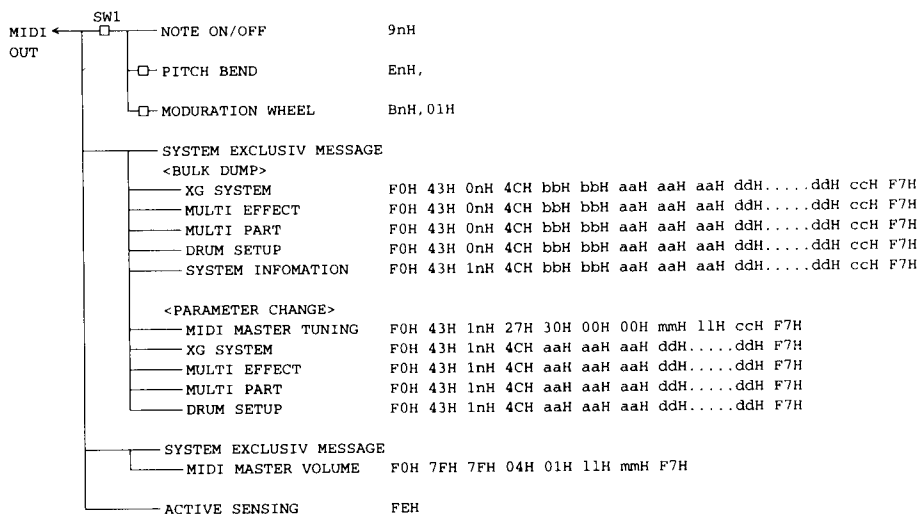 SW1
MIDI NOTE ON/OFF 9nH
OUT
PITCH BEND EnH,
MODURATION WHEEL BnH,01H
SYSTEM EXCLUSIV MESSAGE
<BULK DUMP>
XG SYSTEM F0H 43H 0nH 4CH bbH bbH aaH aaH aaH ddH.....ddH ccH F7H
MULTI EFFECT F0H 43H 0nH 4CH bbH bbH aaH aaH aaH ddH.....ddH ccH F7H
MULTI PART F0H 43H 0nH 4CH bbH bbH aaH aaH aaH ddH.....ddH ccH F7H
DRUM SETUP F0H 43H 0nH 4CH bbH bbH aaH aaH aaH ddH.....ddH ccH F7H
SYSTEM INFOMATION F0H 43H 1nH 4CH bbH bbH aaH aaH aaH ddH.....ddH ccH F7H
<PARAMETER CHANGE>
MIDI MASTER TUNING F0H 43H 1nH 27H 30H 00H 00H mmH llH ccH F7H
XG SYSTEM F0H 43H 1nH 4CH aaH aaH aaH ddH.....ddH F7H
MULTI EFFECT F0H 43H 1nH 4CH aaH aaH aaH ddH.....ddH F7H
MULTI PART F0H 43H 1nH 4CH aaH aaH aaH ddH.....ddH F7H
DRUM SETUP F0H 43H 1nH 4CH aaH aaH aaH ddH.....ddH F7H
SYSTEM EXCLUSIV MESSAGE
MIDI MASTER VOLUME F0H 7FH 7FH 04H 01H llH mmH F7H
ACTIVE SENSING FEH